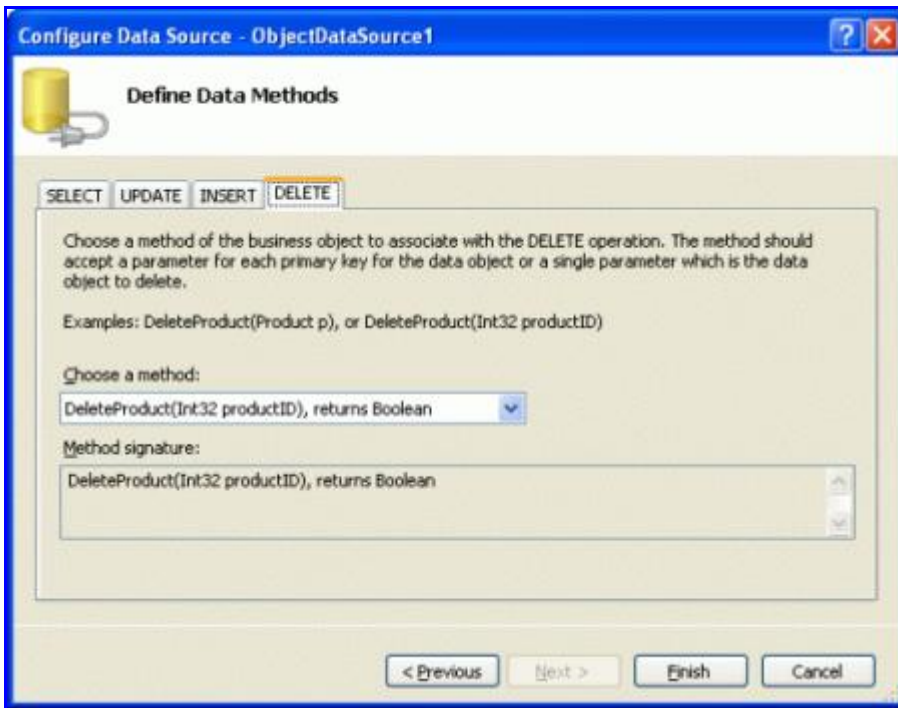 Configure Data Source - ObjectDataSource1
Define Data Methods
SELECT UPDATE INSERT DELETE
Choose a method of the business object to associate with the DELETE operation. The method should
accept a parameter for each primary key for the data object or a single parameter which is the data
object to delete.
Examples: DeleteProduct(Product p), or DeleteProduct(Int32 productID)
Choose a method:
DeleteProduct(Int32 productID), returns Boolean
Method signature:
DeleteProduct(Int32 productID), returns Boolean
< Previous Next > Finish Cancel